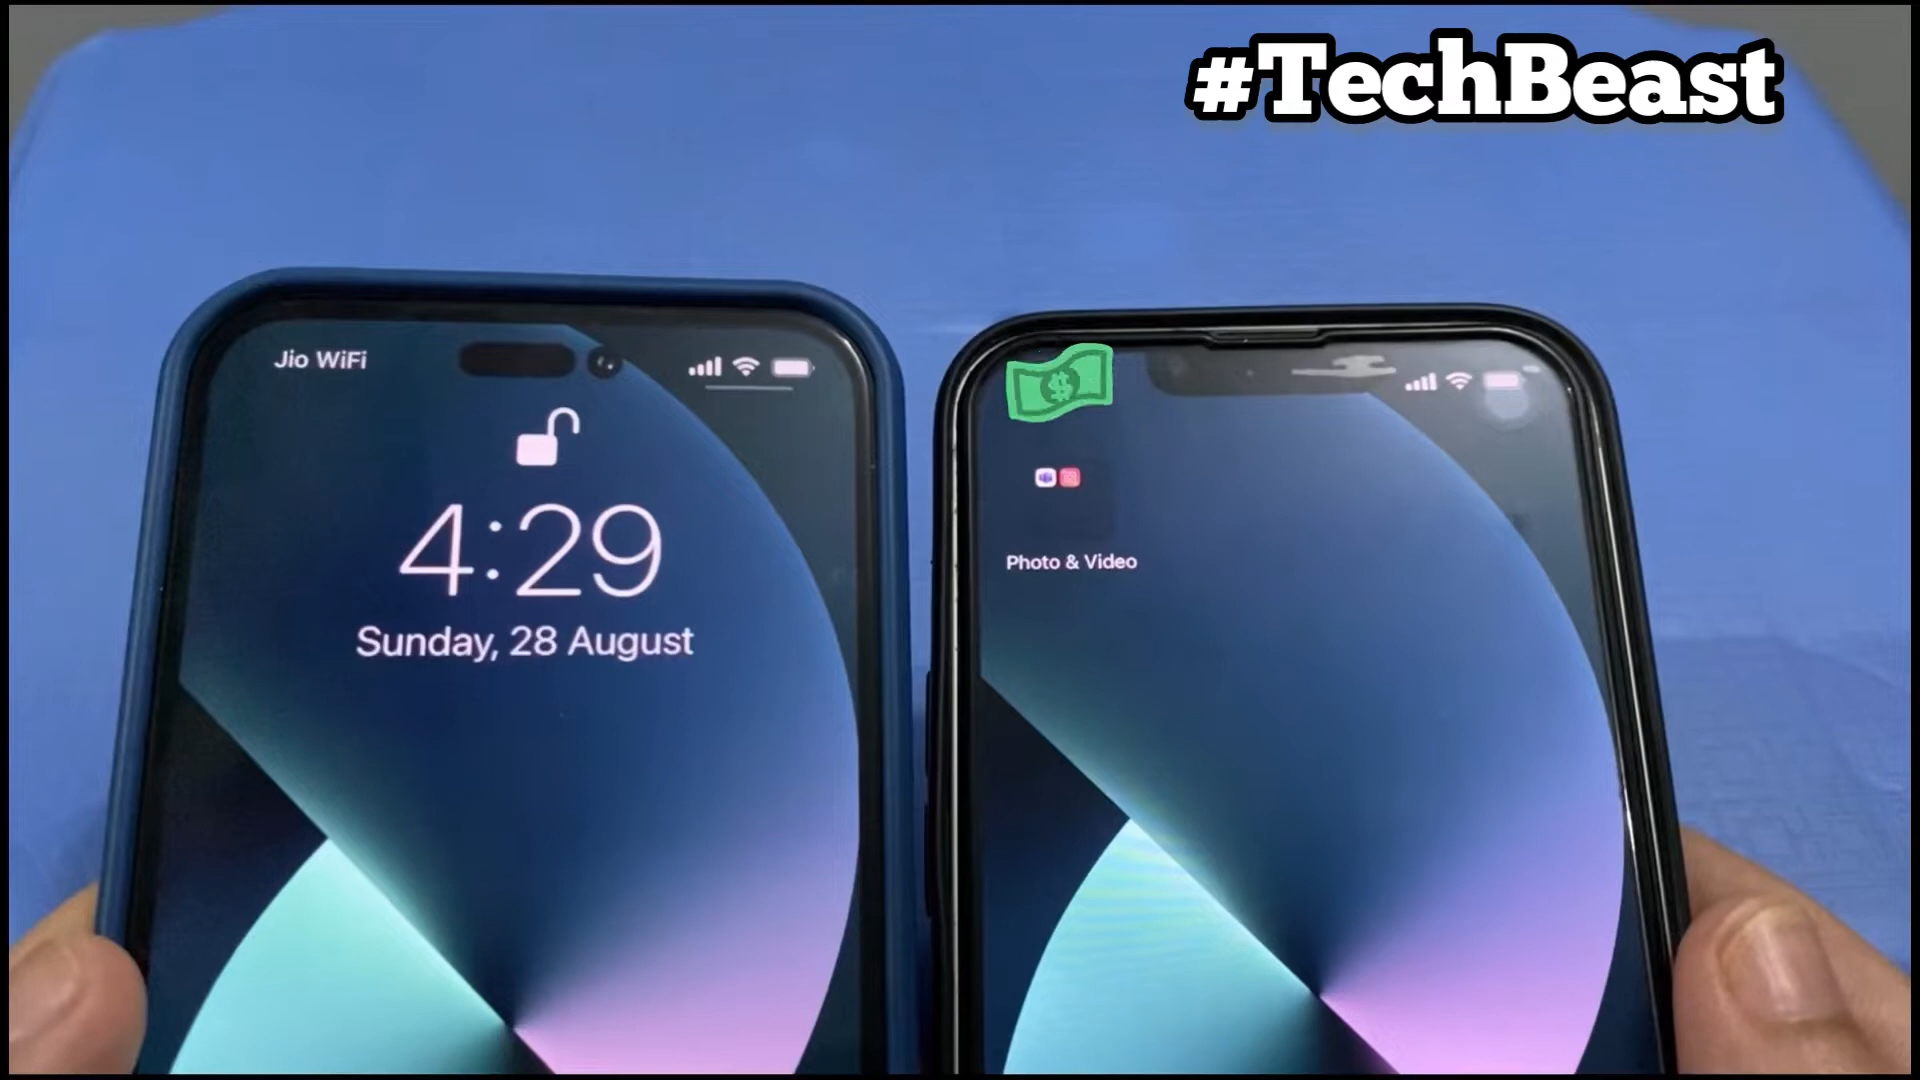 #TechBeast
Jio WiFi
4:29
Sunday, 28 August
$
Photo & Video